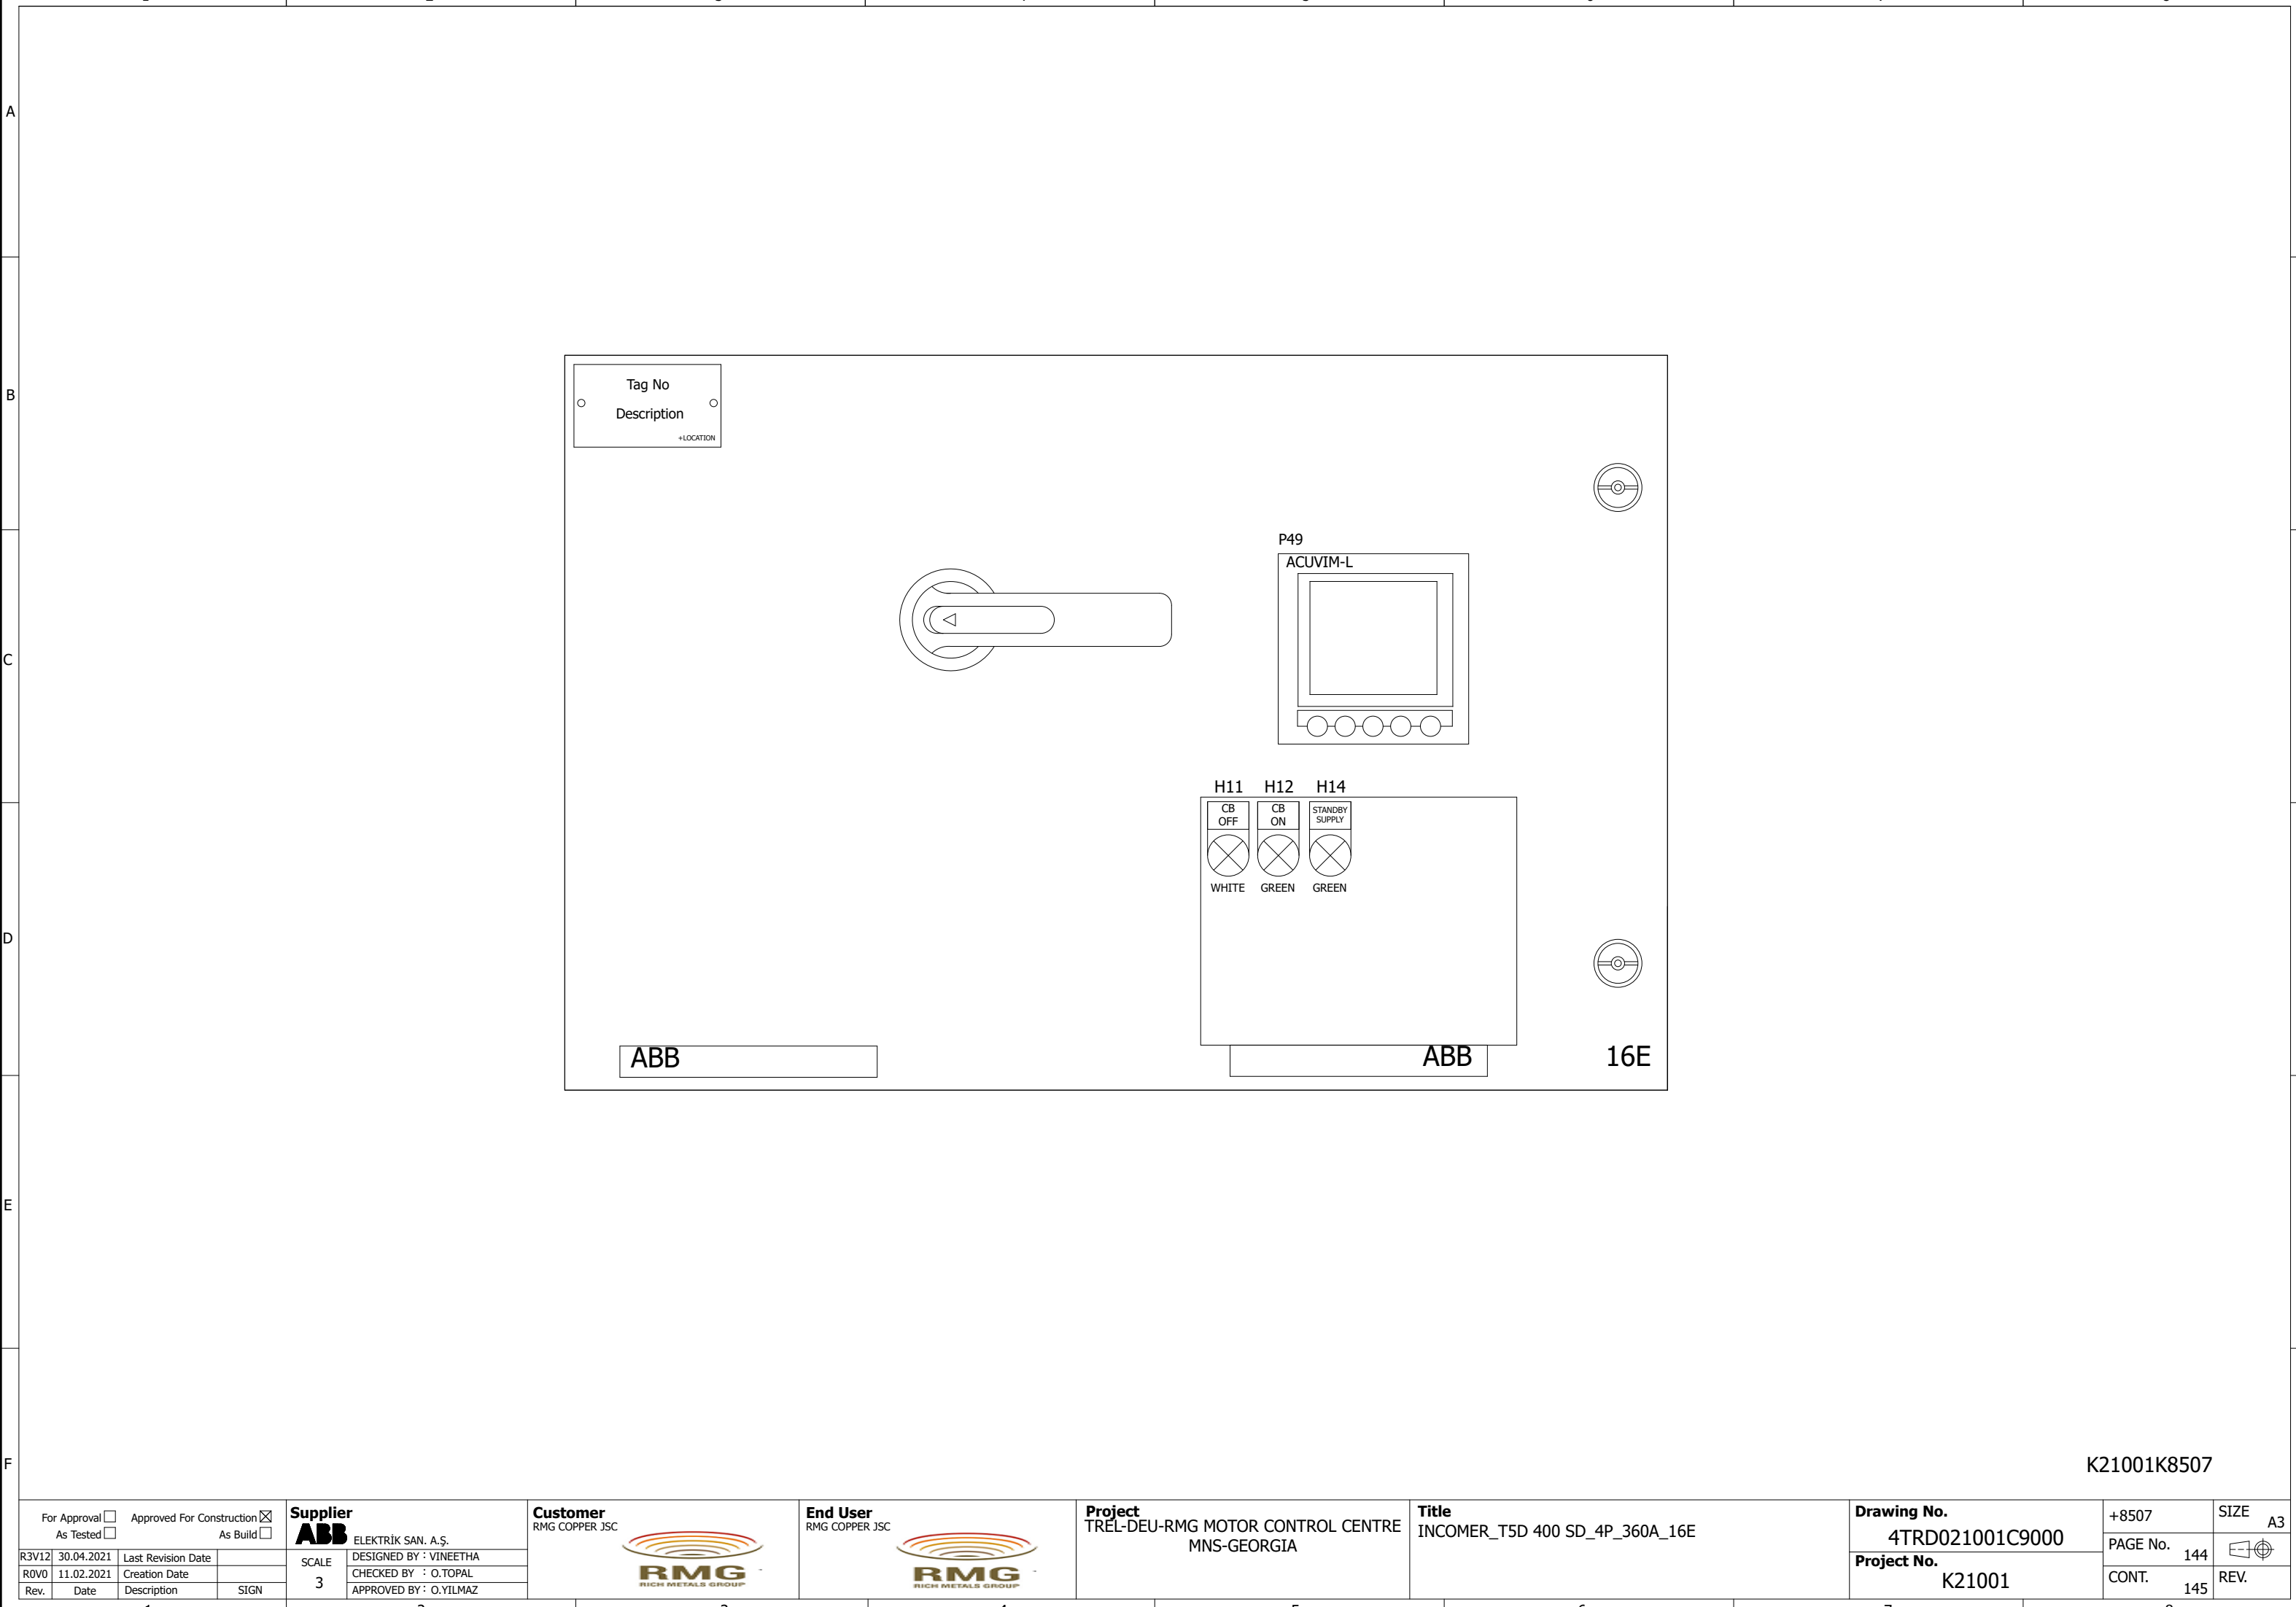 A
B
C
D
E
F
Tag No
Description
+LOCATION
P49
ACUVIM-L
H11 H12 H14
CB
OFF
CB
ON
STANDBY
SUPPLY
WHITE GREEN GREEN
ABB
ABB
16E
K21001K8507
For Approval
Approved For Construction
As Tested
As Build
R3V12 30.04.2021 Last Revision Date
R0V0 11.02.2021 Creation Date
Rev. Date Description SIGN
Supplier
ABB ELEKTRİK SAN. A.Ş.
SCALE
3
DESIGNED BY : VINEETHA
CHECKED BY : O.TOPAL
APPROVED BY : O.YILMAZ
Customer
RMG COPPER JSC
RMG
RICH METALS GROUP
End User
RMG COPPER JSC
RMG
RICH METALS GROUP
Project
TREL-DEU-RMG MOTOR CONTROL CENTRE
MNS-GEORGIA
Title
INCOMER_T5D 400 SD_4P_360A_16E
Drawing No.
4TRD021001C9000
Project No.
K21001
+8507
PAGE No. 144
CONT. 145
SIZE A3
REV.